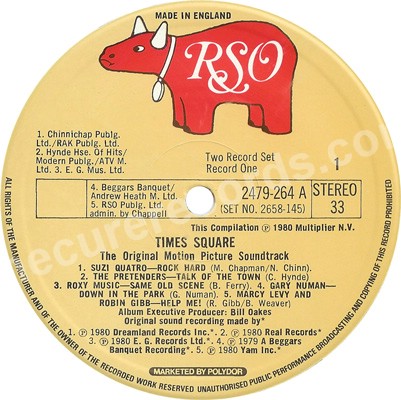 MADE IN ENGLAND
RSO
1. Chinnichap Publg.
Ltd./RAK Publg. Ltd.
2. Hynde Hse. Of Hits/
Modern Publg./ATV M.
Ltd. 3. E. G. Mus. Ltd.
Two Record Set
Record One
1
4. Beggars Banquet/
Andrew Heath M. Ltd.
5. RSO Publg. Ltd.
admin. by Chappell
2479-264 A
(SET NO. 2658-145)
STEREO
33
This Compilation ℗ 1980 Multiplier N.V.
TIMES SQUARE
The Original Motion Picture Soundtrack
1. SUZI QUATRO—ROCK HARD (M. Chapman/N. Chinn).
2. THE PRETENDERS—TALK OF THE TOWN (C. Hynde)
3. ROXY MUSIC—SAME OLD SCENE (B. Ferry). 4. GARY NUMAN—
DOWN IN THE PARK (G. Numan). 5. MARCY LEVY AND
ROBIN GIBB—HELP ME! (R. Gibb/B. Weaver)
Album Executive Producer: Bill Oakes
Original sound recording made by*
1. ℗ 1980 Dreamland Records Inc.* 2. ℗ 1980 Real Records*
3. ℗ 1980 E. G. Records Ltd.* 4. ℗ 1979 A Beggars
Banquet Recording*. 5. ℗ 1980 Yam Inc.*
MARKETED BY POLYDOR
ALL RIGHTS OF THE MANUFACTURER AND OF THE OWNER OF THE RECORDED WORK RESERVED UNAUTHORISED PUBLIC PERFORMANCE BROADCASTING AND COPYING OF THIS RECORD PROHIBITED